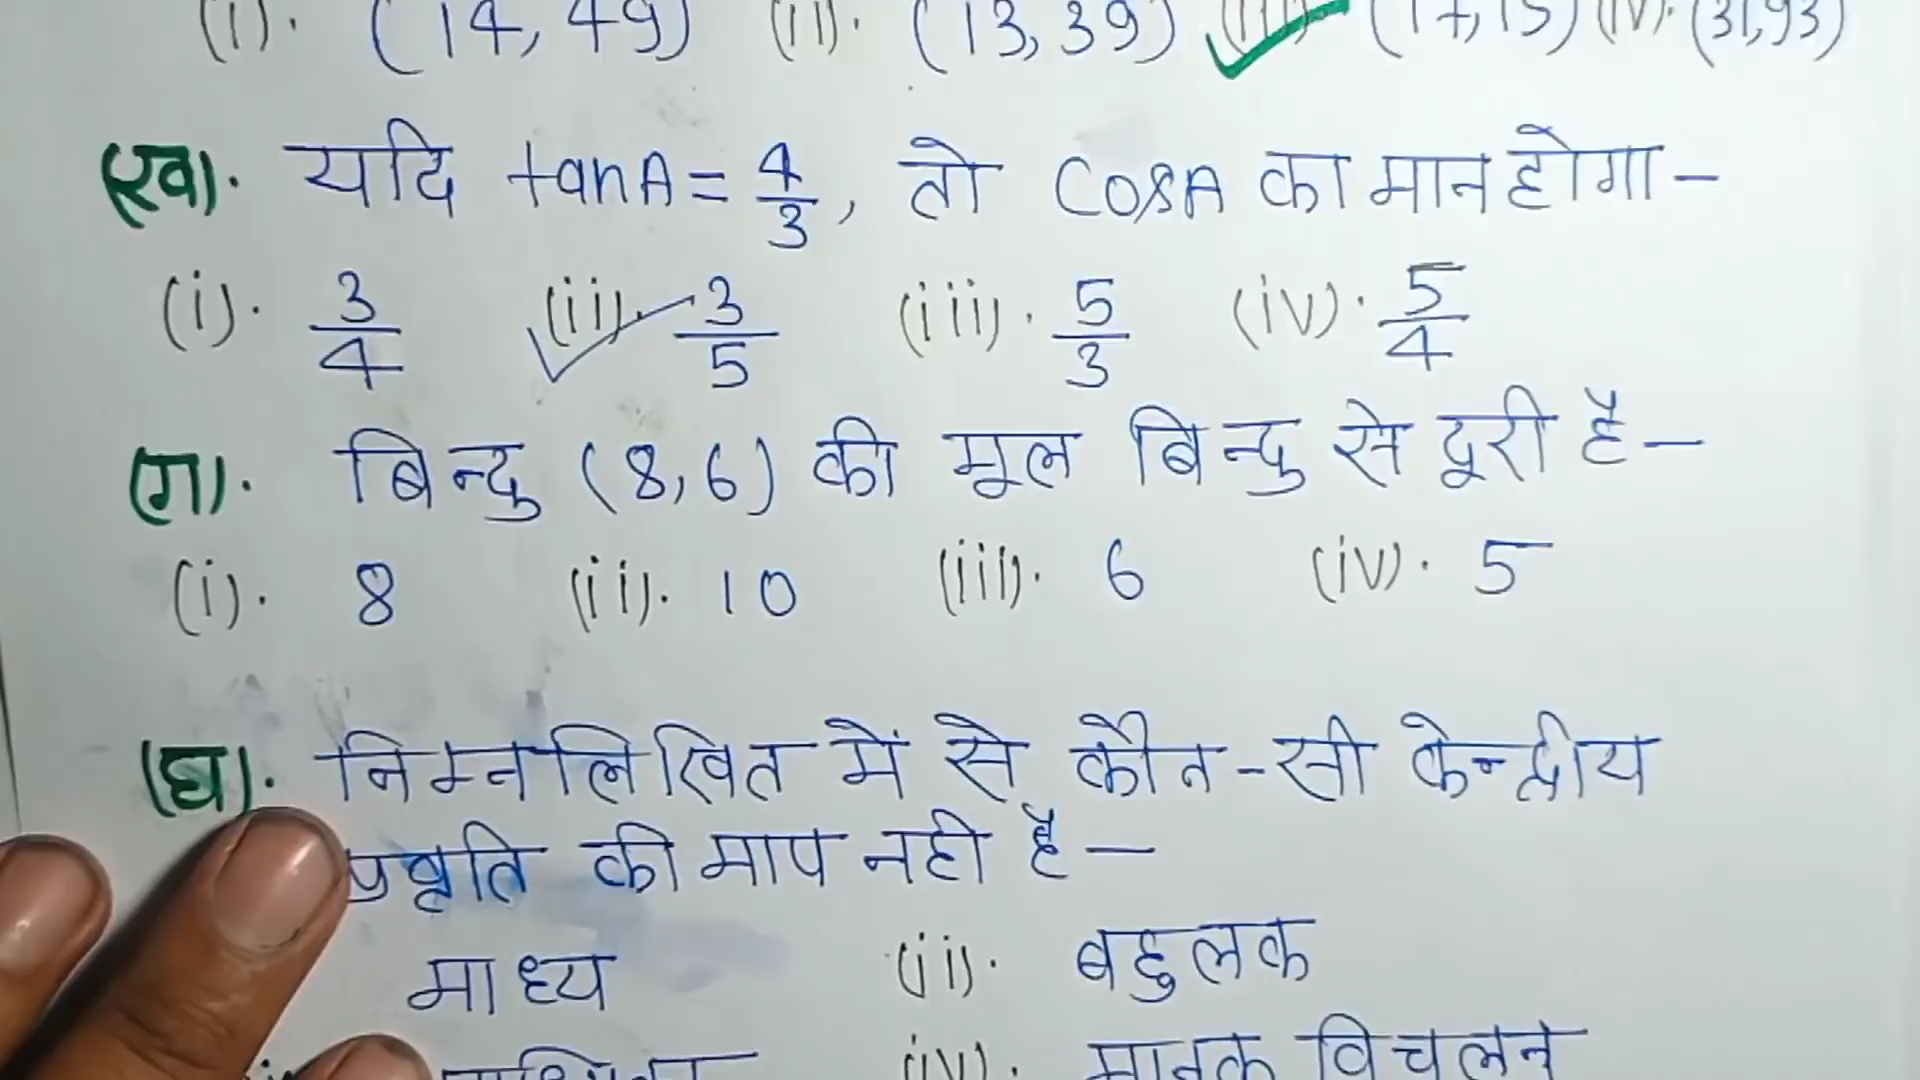 (i). (14, 49) (ii). (13, 39) (iii). (14, 15) (iv). (31, 93)
(ख). यदि tanA = 4/3, तो CosA का मान होगा -
(i). 3/4 (ii). 3/5 (iii). 5/3 (iv). 5/4
(ग). बिन्दु (8,6) की मूल बिन्दु से दूरी है -
(i). 8 (ii). 10 (iii). 6 (iv). 5
(घ). निम्नलिखित में से कौन-सी केन्द्रीय
प्रवृति की माप नही है -
माध्य (ii). बहुलक
(iv). मानक विचलन